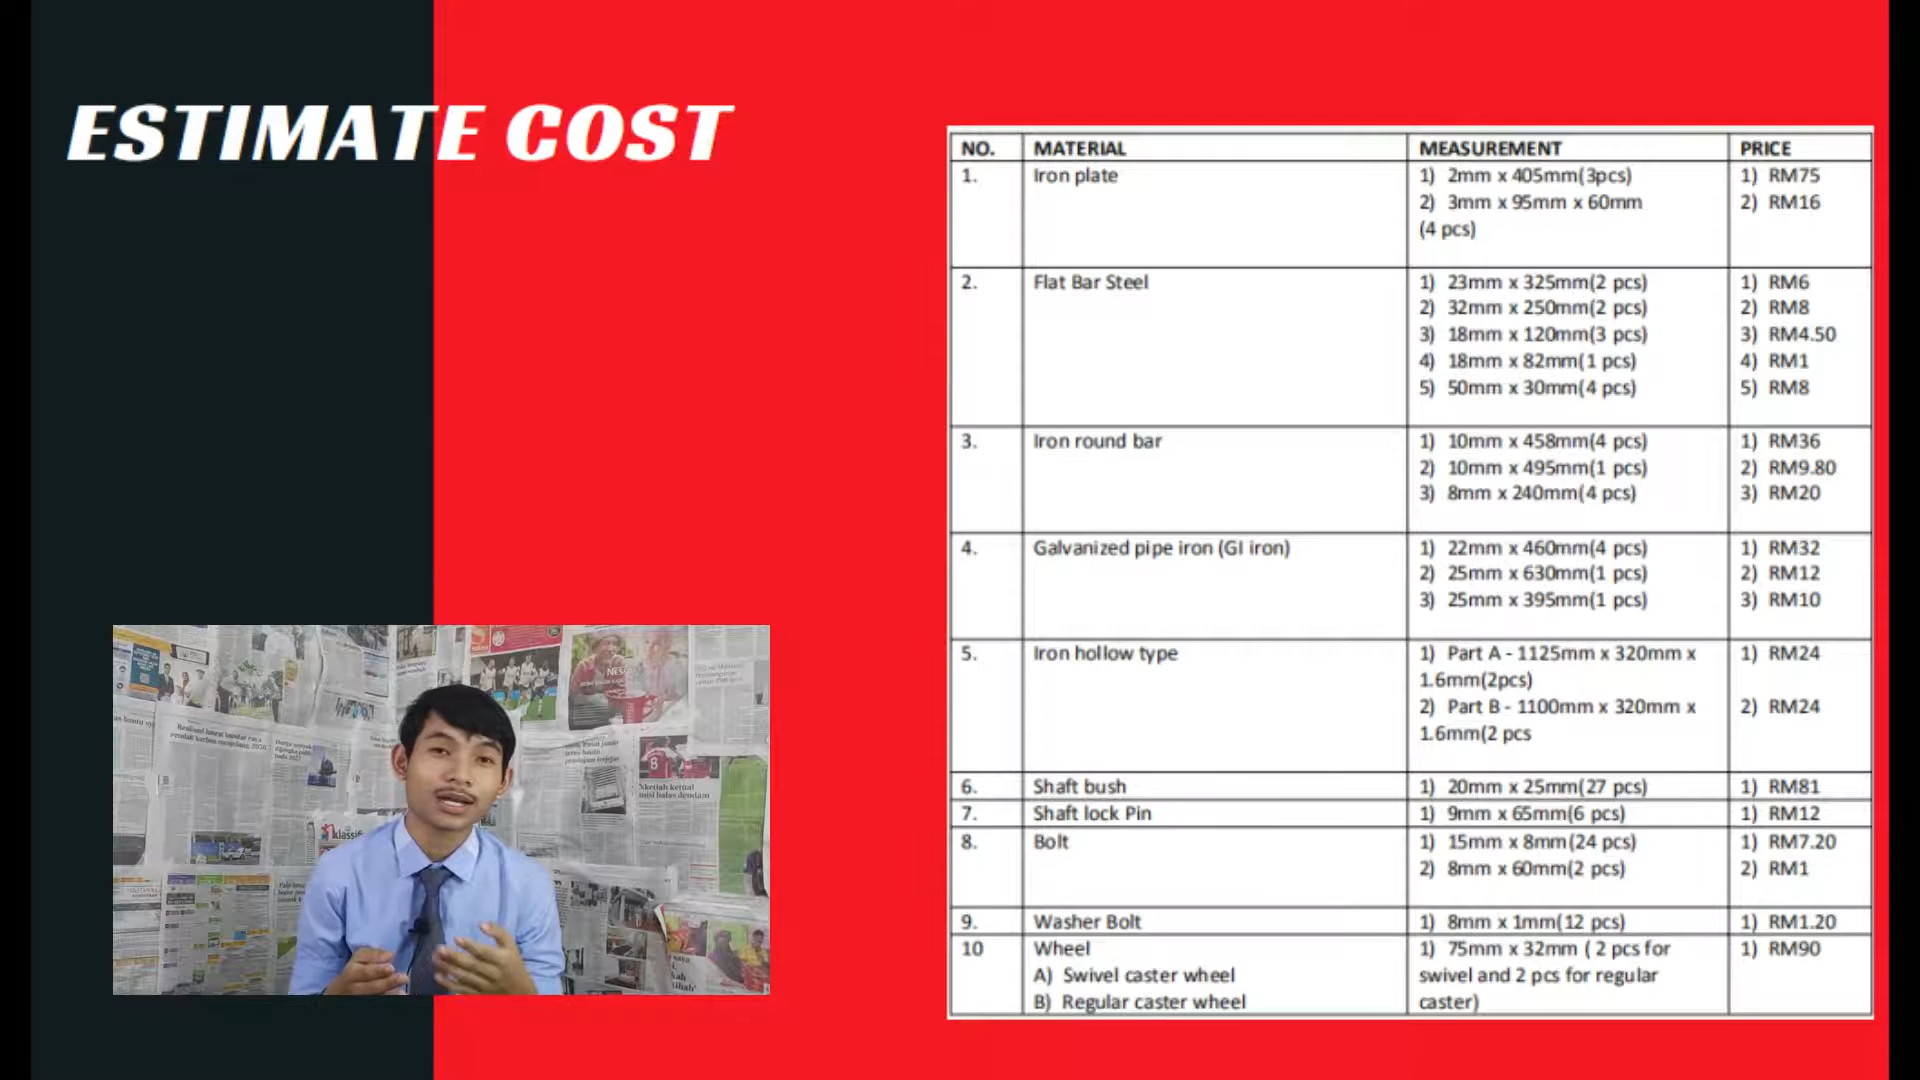 ESTIMATE COST
NO. MATERIAL MEASUREMENT PRICE
1. Iron plate 1) 2mm x 405mm(3pcs) 1) RM75
2) 3mm x 95mm x 60mm 2) RM16
(4 pcs)
2. Flat Bar Steel 1) 23mm x 325mm(2 pcs) 1) RM6
2) 32mm x 250mm(2 pcs) 2) RM8
3) 18mm x 120mm(3 pcs) 3) RM4.50
4) 18mm x 82mm(1 pcs) 4) RM1
5) 50mm x 30mm(4 pcs) 5) RM8
3. Iron round bar 1) 10mm x 458mm(4 pcs) 1) RM36
2) 10mm x 495mm(1 pcs) 2) RM9.80
3) 8mm x 240mm(4 pcs) 3) RM20
4. Galvanized pipe iron (GI iron) 1) 22mm x 460mm(4 pcs) 1) RM32
2) 25mm x 630mm(1 pcs) 2) RM12
3) 25mm x 395mm(1 pcs) 3) RM10
5. Iron hollow type 1) Part A - 1125mm x 320mm x 1) RM24
1.6mm(2pcs)
2) Part B - 1100mm x 320mm x 2) RM24
1.6mm(2 pcs
6. Shaft bush 1) 20mm x 25mm(27 pcs) 1) RM81
7. Shaft lock Pin 1) 9mm x 65mm(6 pcs) 1) RM12
8. Bolt 1) 15mm x 8mm(24 pcs) 1) RM7.20
2) 8mm x 60mm(2 pcs) 2) RM1
9. Washer Bolt 1) 8mm x 1mm(12 pcs) 1) RM1.20
10 Wheel 1) 75mm x 32mm ( 2 pcs for 1) RM90
A) Swivel caster wheel swivel and 2 pcs for regular
B) Regular caster wheel caster)
Nketiah kekal
misi balas dendam
klasifi